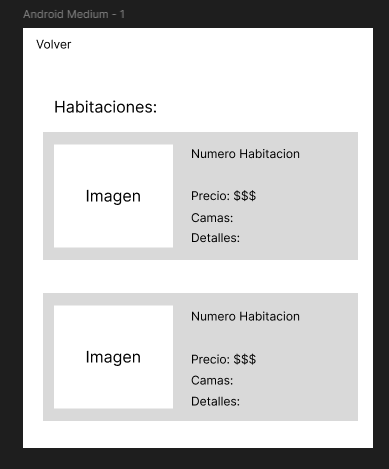 Android Medium - 1
Volver
Habitaciones:
Imagen
Numero Habitacion
Precio: $$$
Camas:
Detalles:
Imagen
Numero Habitacion
Precio: $$$
Camas:
Detalles: